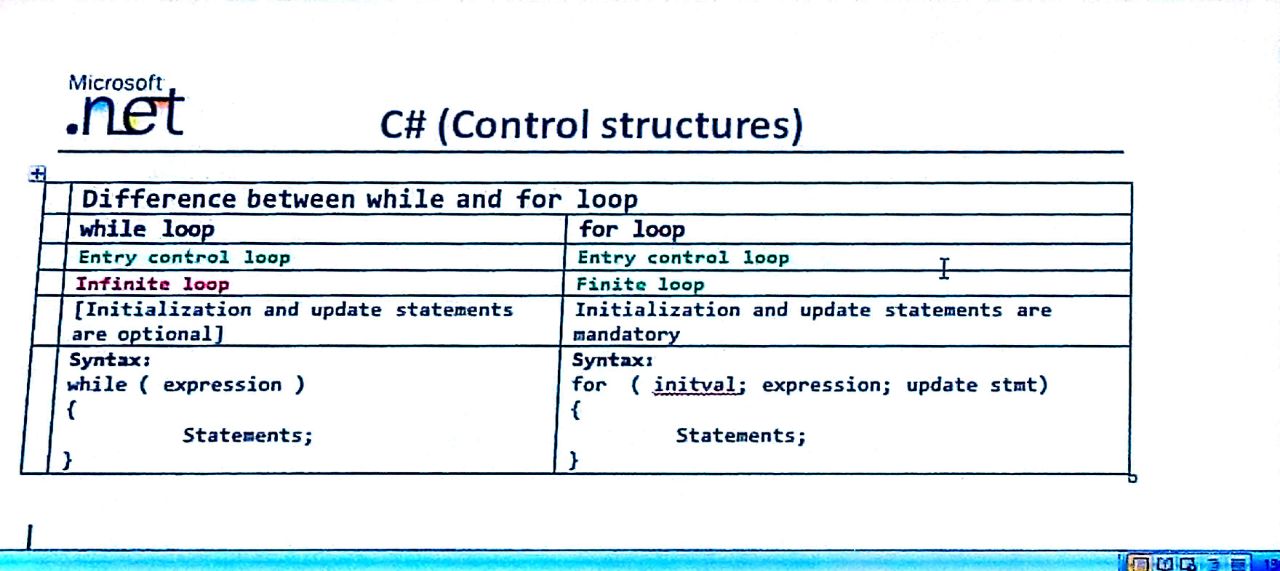 Microsoft
.net
C# (Control structures)
Difference between while and for loop
while loop
for loop
Entry control loop
Entry control loop
Infinite loop
Finite loop
[Initialization and update statements
are optional]
Initialization and update statements are
mandatory
Syntax:
while ( expression )
{
Statements;
}
Syntax:
for ( initval; expression; update stmt)
{
Statements;
}